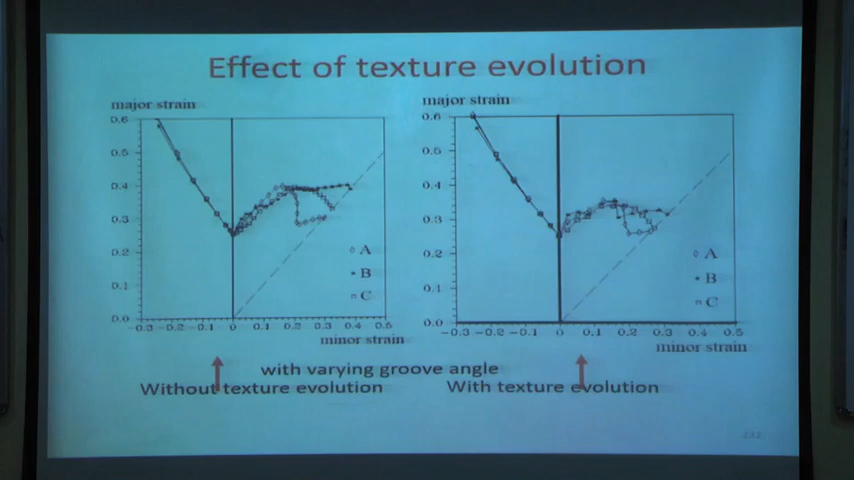 Effect of texture evolution
major strain
0.6
0.5
0.4
0.3
0.2
0.1
0.0
A
B
C
-0.3 -0.2 -0.1 0 0.1 0.2 0.3 0.4 0.5
minor strain
major strain
0.6
0.5
0.4
0.3
0.2
0.1
0.0
A
B
C
-0.3 -0.2 -0.1 0 0.1 0.2 0.3 0.4 0.5
minor strain
with varying groove angle
Without texture evolution
With texture evolution